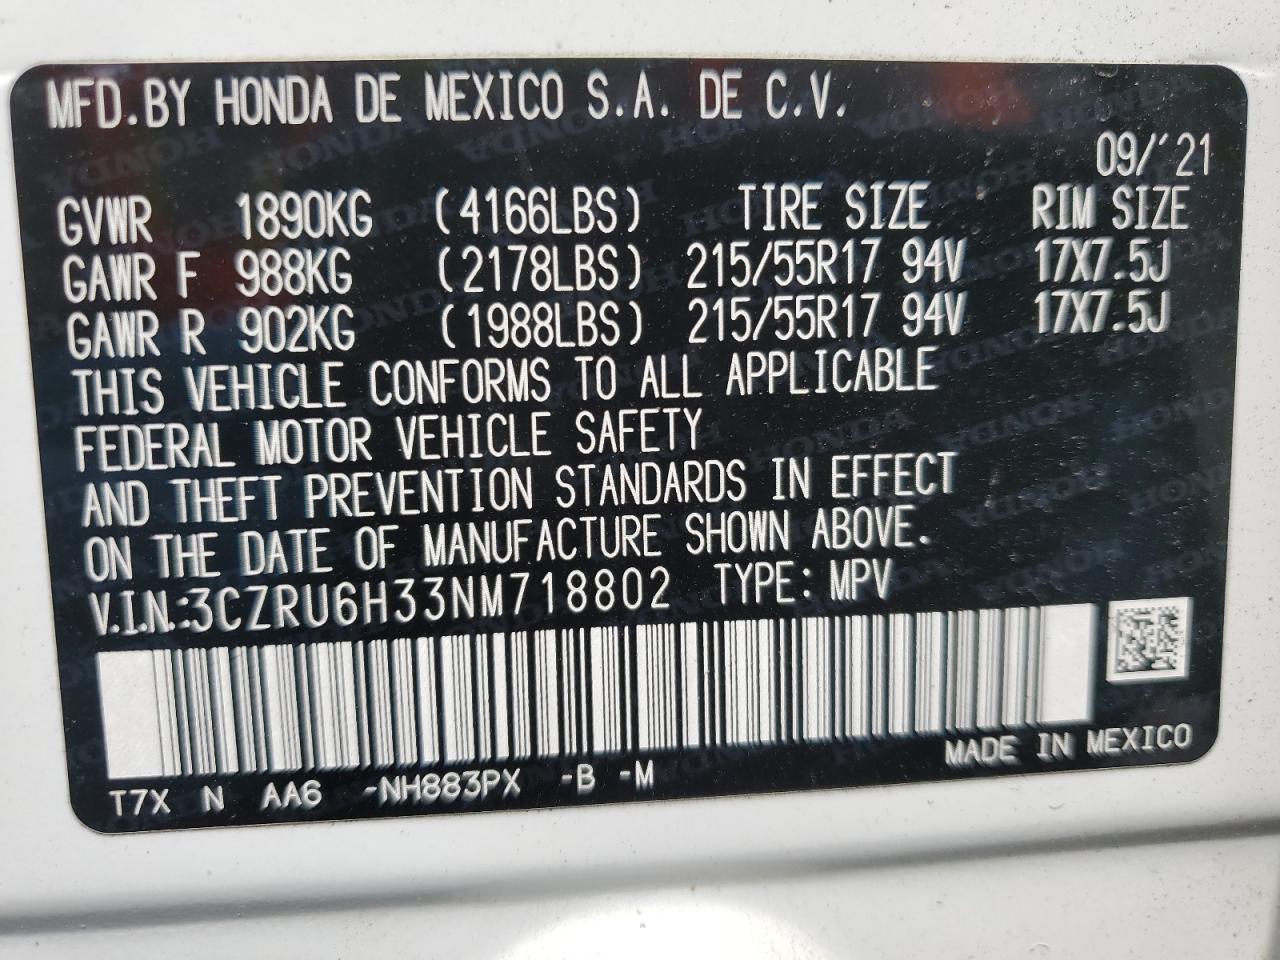 MFD.BY HONDA DE MEXICO S.A. DE C.V.
09/'21
GVWR 1890KG (4166LBS) TIRE SIZE RIM SIZE
GAWR F 988KG (2178LBS) 215/55R17 94V 17X7.5J
GAWR R 902KG (1988LBS) 215/55R17 94V 17X7.5J
THIS VEHICLE CONFORMS TO ALL APPLICABLE
FEDERAL MOTOR VEHICLE SAFETY
AND THEFT PREVENTION STANDARDS IN EFFECT
ON THE DATE OF MANUFACTURE SHOWN ABOVE.
V.I.N.:3CZRU6H33NM718802 TYPE: MPV
MADE IN MEXICO
T7X N AA6 -NH883PX -B -M